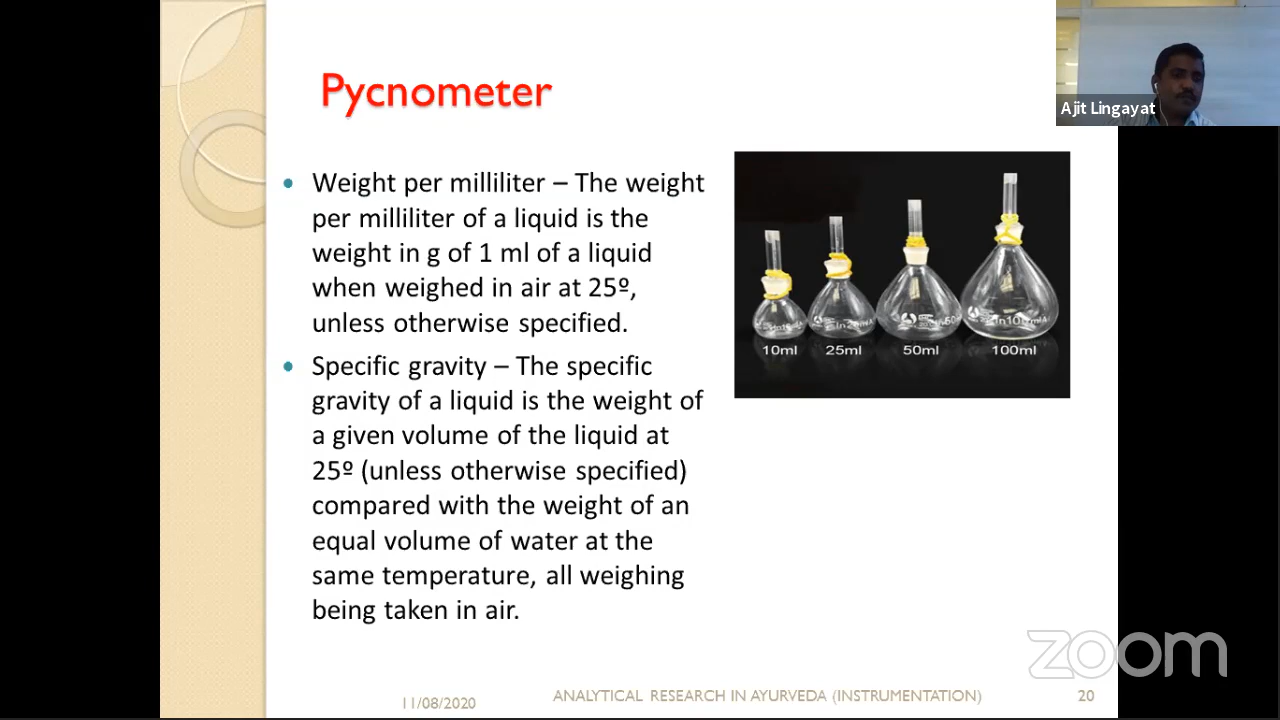 Pycnometer
Ajit Lingayat
Weight per milliliter – The weight
per milliliter of a liquid is the
weight in g of 1 ml of a liquid
when weighed in air at 25º,
unless otherwise specified.
Specific gravity – The specific
gravity of a liquid is the weight of
a given volume of the liquid at
25º (unless otherwise specified)
compared with the weight of an
equal volume of water at the
same temperature, all weighing
being taken in air.
10ml 25ml 50ml 100ml
zoom
11/08/2020 ANALYTICAL RESEARCH IN AYURVEDA (INSTRUMENTATION) 20